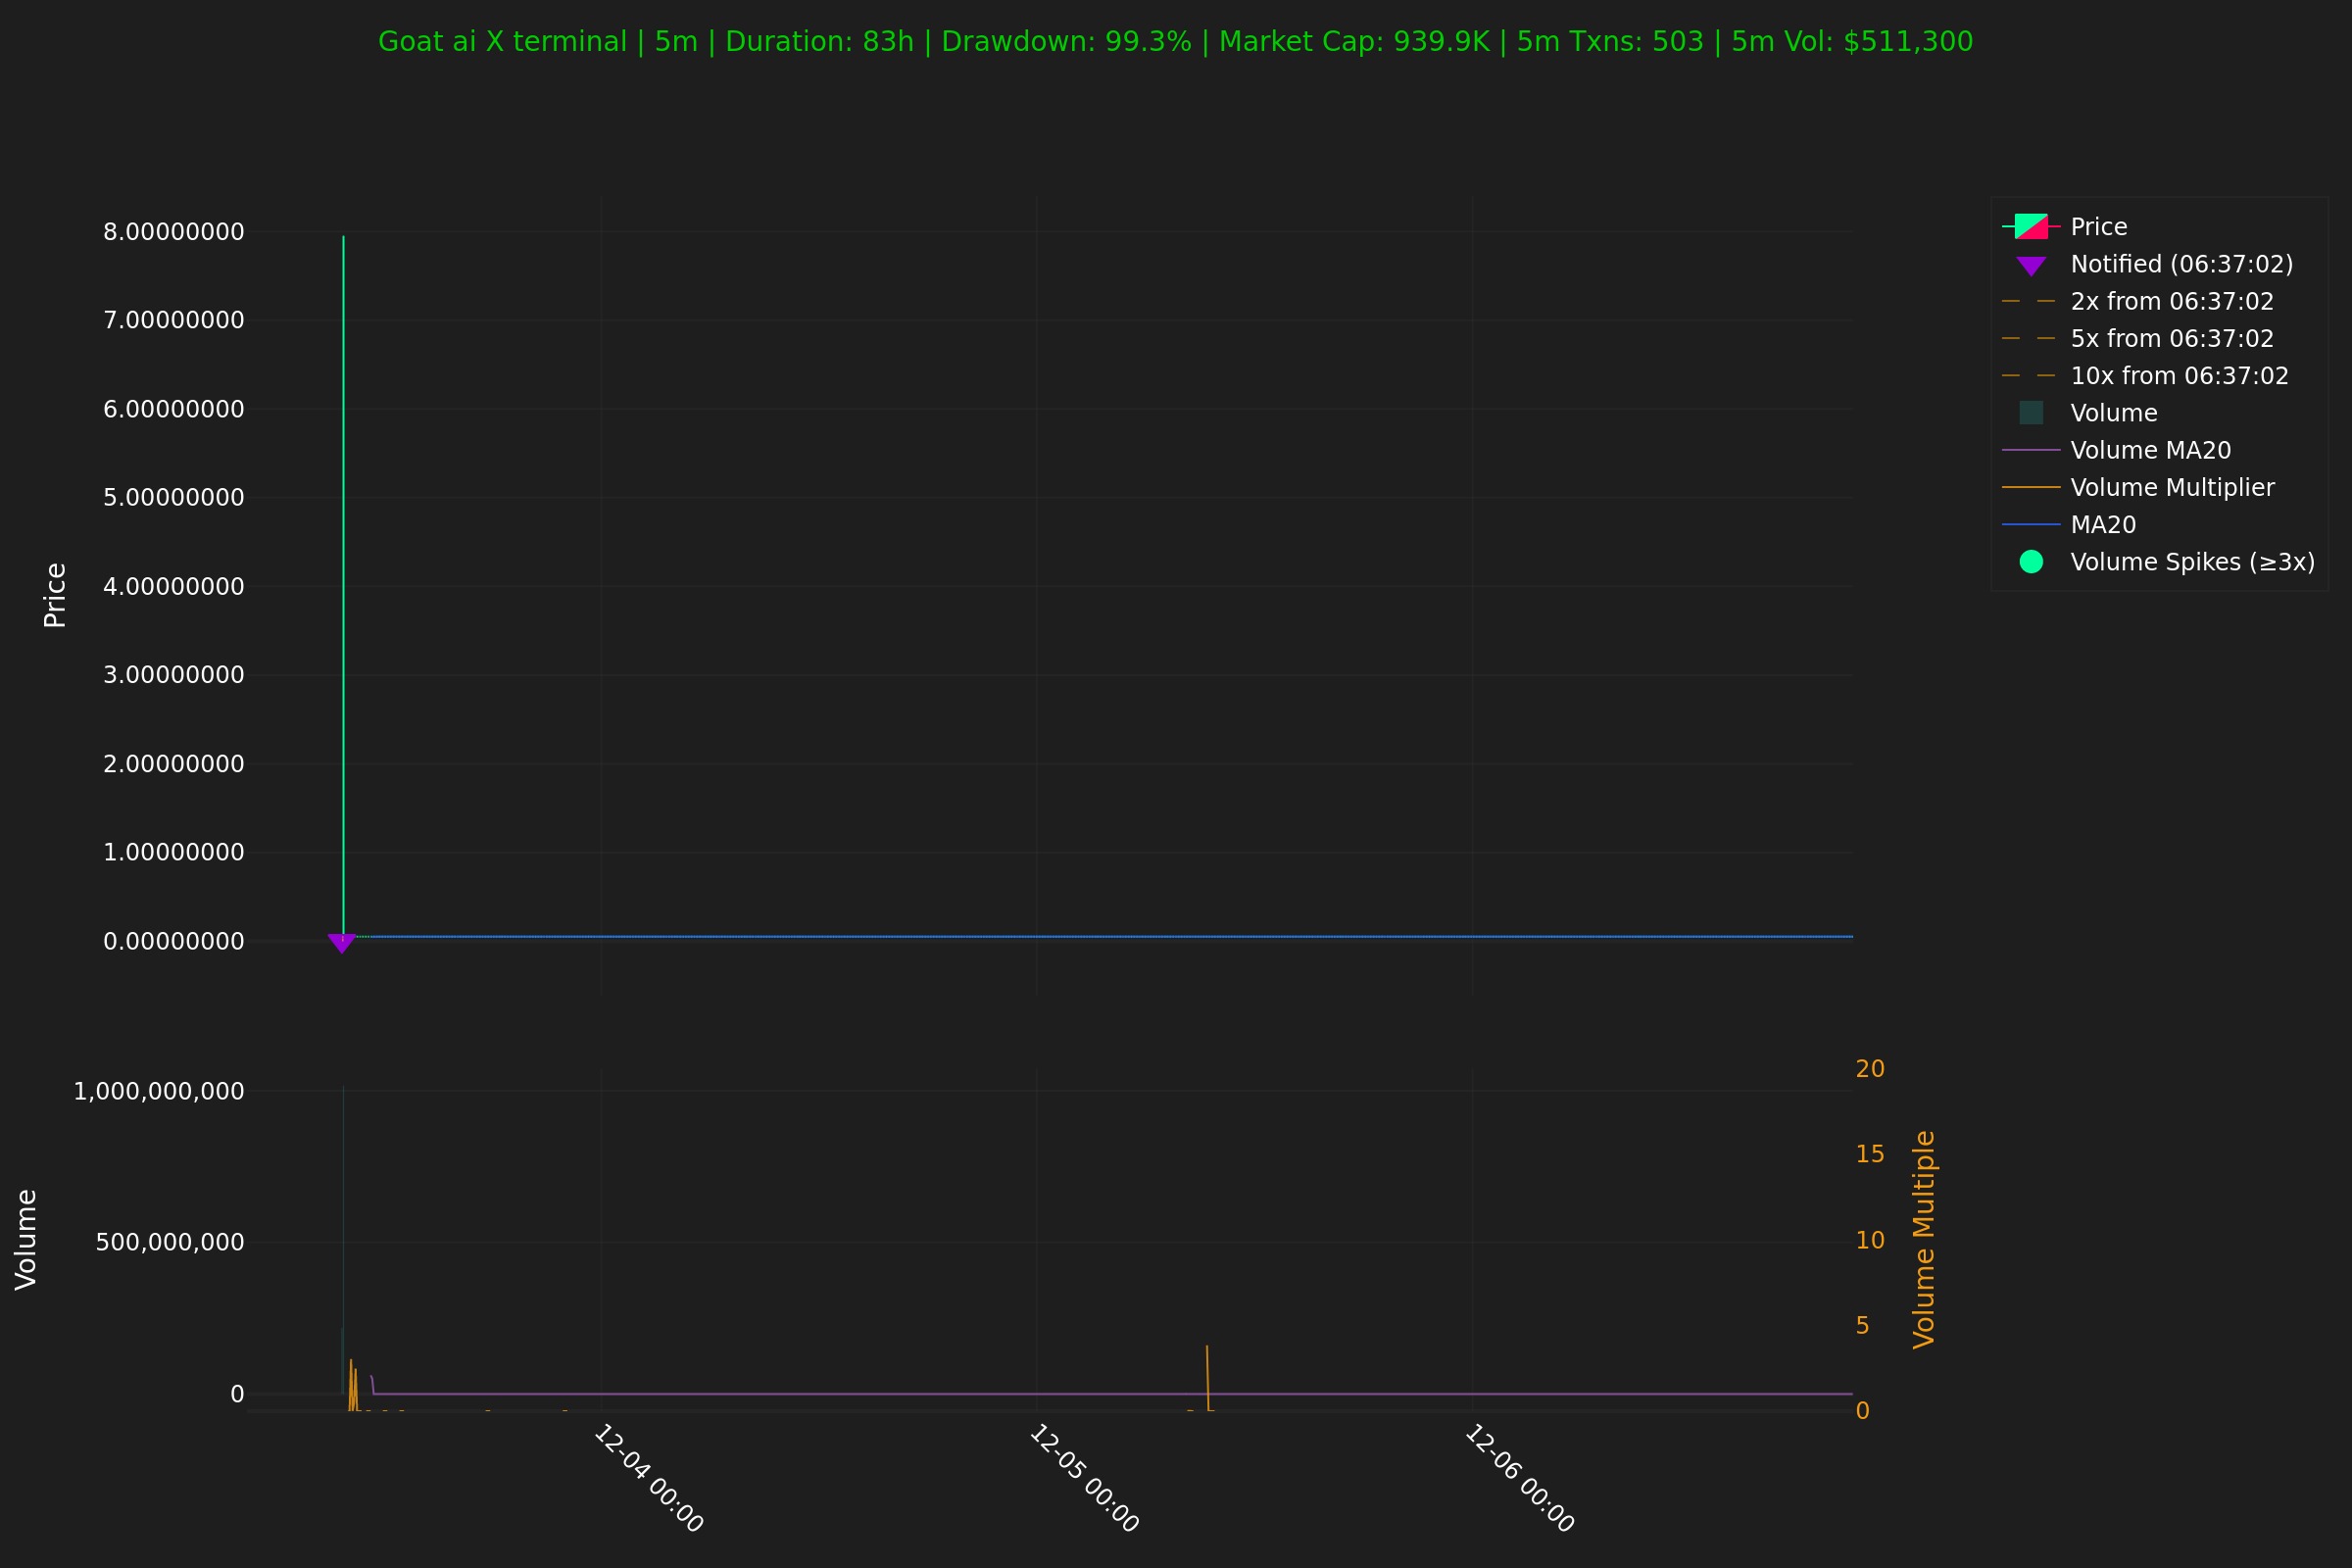 Goat ai X terminal | 5m | Duration: 83h | Drawdown: 99.3% | Market Cap: 939.9K | 5m Txns: 503 | 5m Vol: $511,300
8.00000000
7.00000000
6.00000000
5.00000000
4.00000000
3.00000000
2.00000000
1.00000000
0.00000000
Price
Price
Notified (06:37:02)
2x from 06:37:02
5x from 06:37:02
10x from 06:37:02
Volume
Volume MA20
Volume Multiplier
MA20
Volume Spikes (≥3x)
1,000,000,000
500,000,000
0
Volume
20
15
10
5
0
Volume Multiple
12-04 00:00
12-05 00:00
12-06 00:00